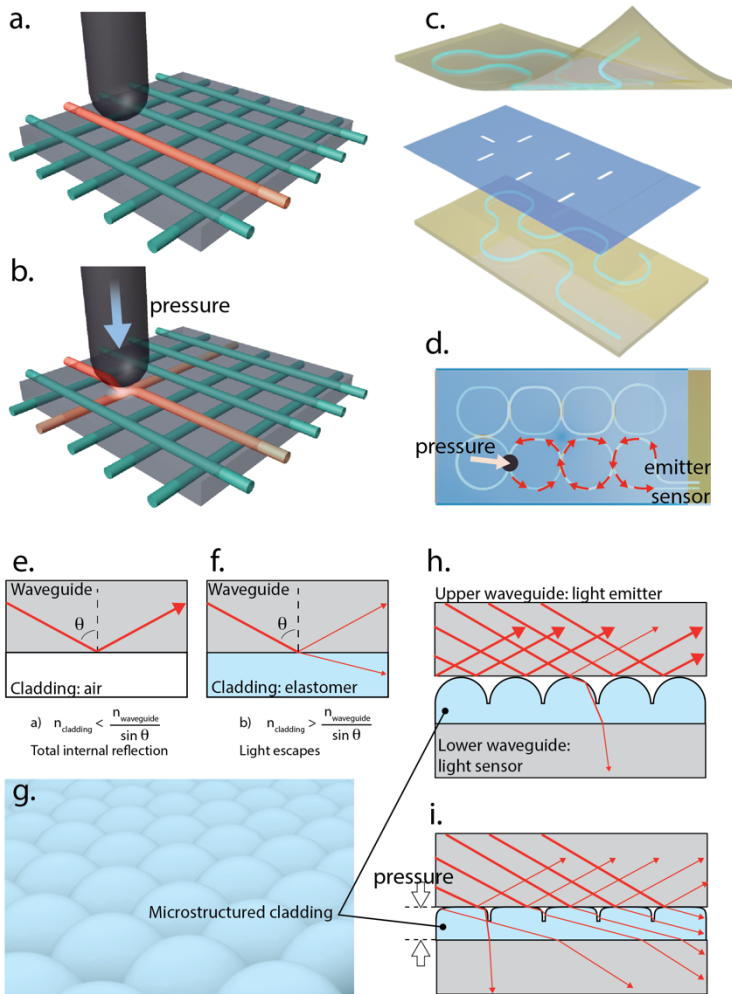 a.
b.
pressure
c.
d.
pressure
emitter
sensor
e.
Waveguide
θ
Cladding: air
a) n_cladding < n_waveguide / sin θ
Total internal reflection
f.
Waveguide
θ
Cladding: elastomer
b) n_cladding > n_waveguide / sin θ
Light escapes
g.
Microstructured cladding
h.
Upper waveguide: light emitter
Lower waveguide:
light sensor
i.
pressure